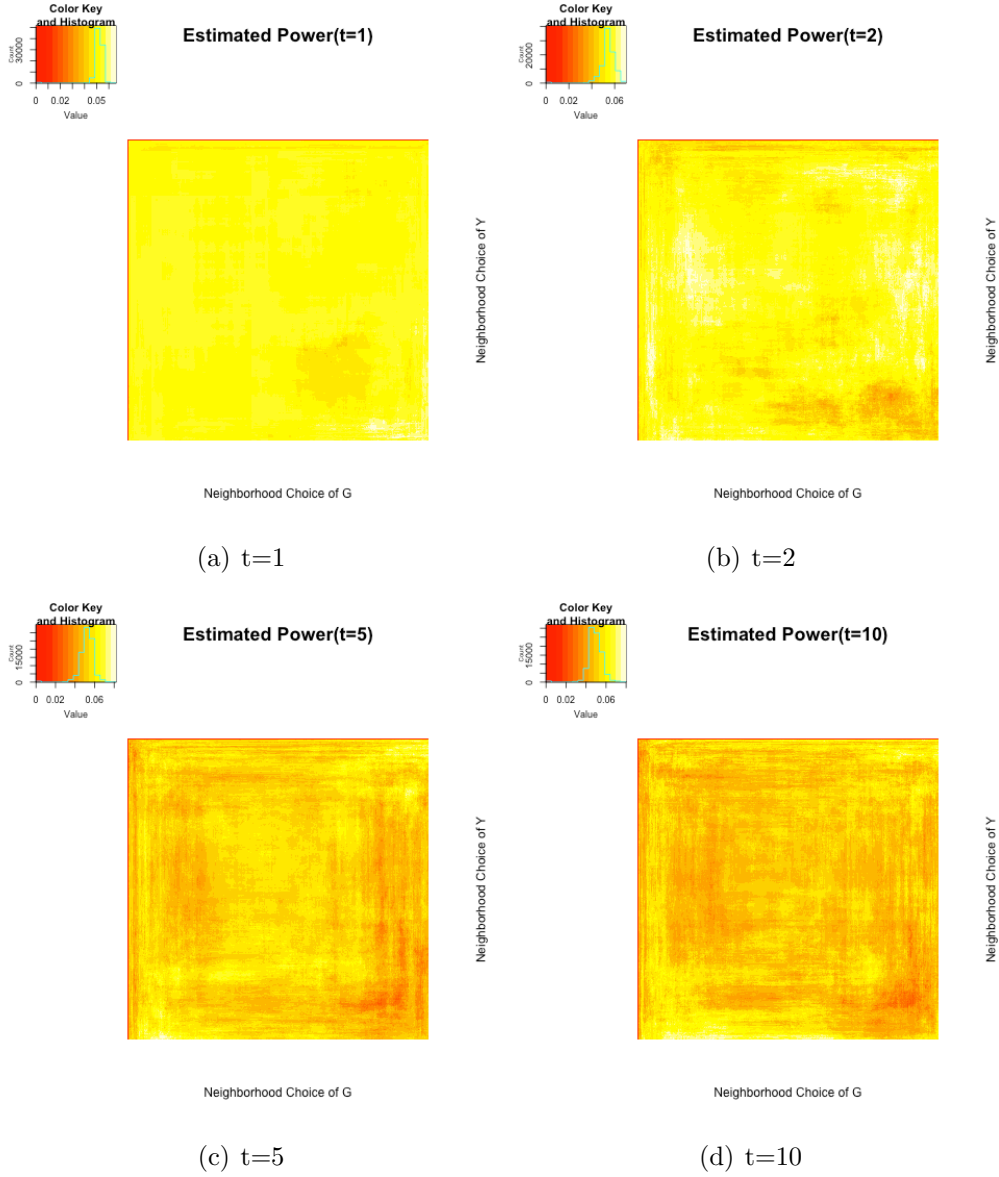 Color Key
and Histogram
Estimated Power(t=1)
Count
0 30000
0 0.02 0.05
Value
Neighborhood Choice of Y
Neighborhood Choice of G
(a) t=1
Color Key
and Histogram
Estimated Power(t=2)
Count
0 20000
0 0.02 0.06
Value
Neighborhood Choice of Y
Neighborhood Choice of G
(b) t=2
Color Key
and Histogram
Estimated Power(t=5)
Count
0 15000
0 0.02 0.06
Value
Neighborhood Choice of Y
Neighborhood Choice of G
(c) t=5
Color Key
and Histogram
Estimated Power(t=10)
Count
0 15000
0 0.02 0.06
Value
Neighborhood Choice of Y
Neighborhood Choice of G
(d) t=10